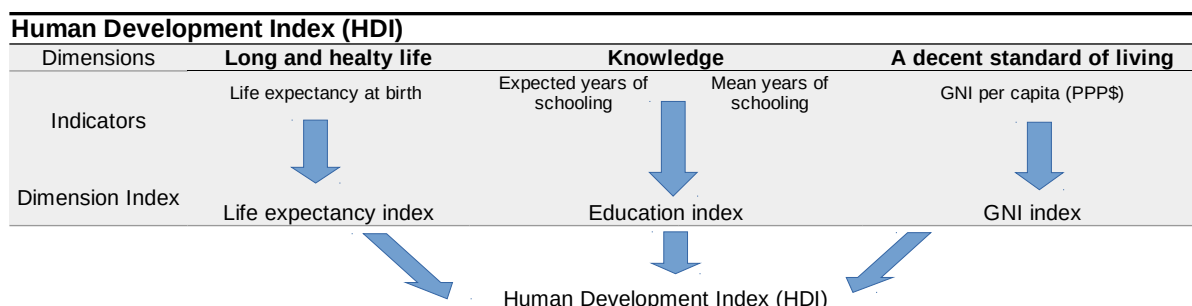 Human Development Index (HDI)
Dimensions Long and healty life Knowledge A decent standard of living
Indicators
Life expectancy at birth
Expected years of
schooling
Mean years of
schooling
GNI per capita (PPP$)
Dimension Index
Life expectancy index Education index GNI index
Human Development Index (HDI)